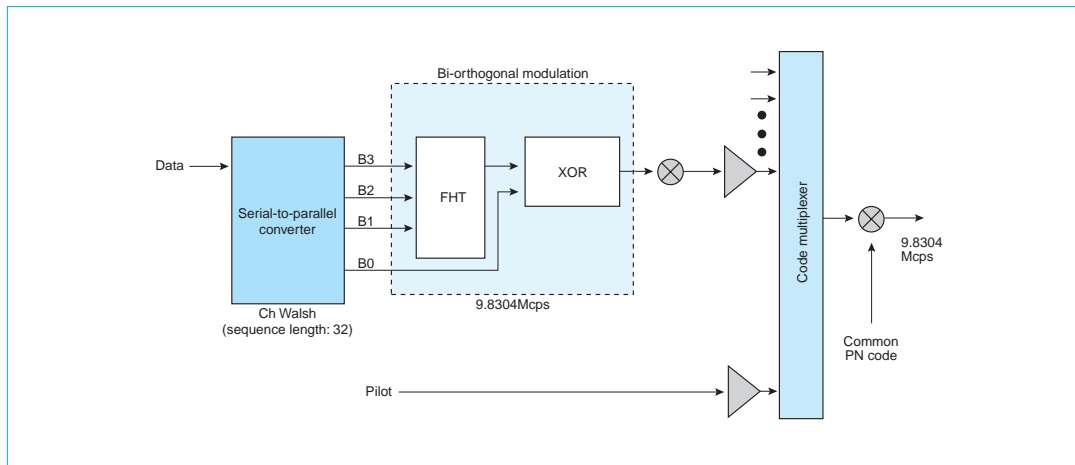 Bi-orthogonal modulation
Data
Serial-to-parallel
converter
B3
B2
B1
B0
FHT
XOR
9.8304Mcps
Ch Walsh
(sequence length: 32)
Pilot
Code multiplexer
9.8304
Mcps
Common
PN code